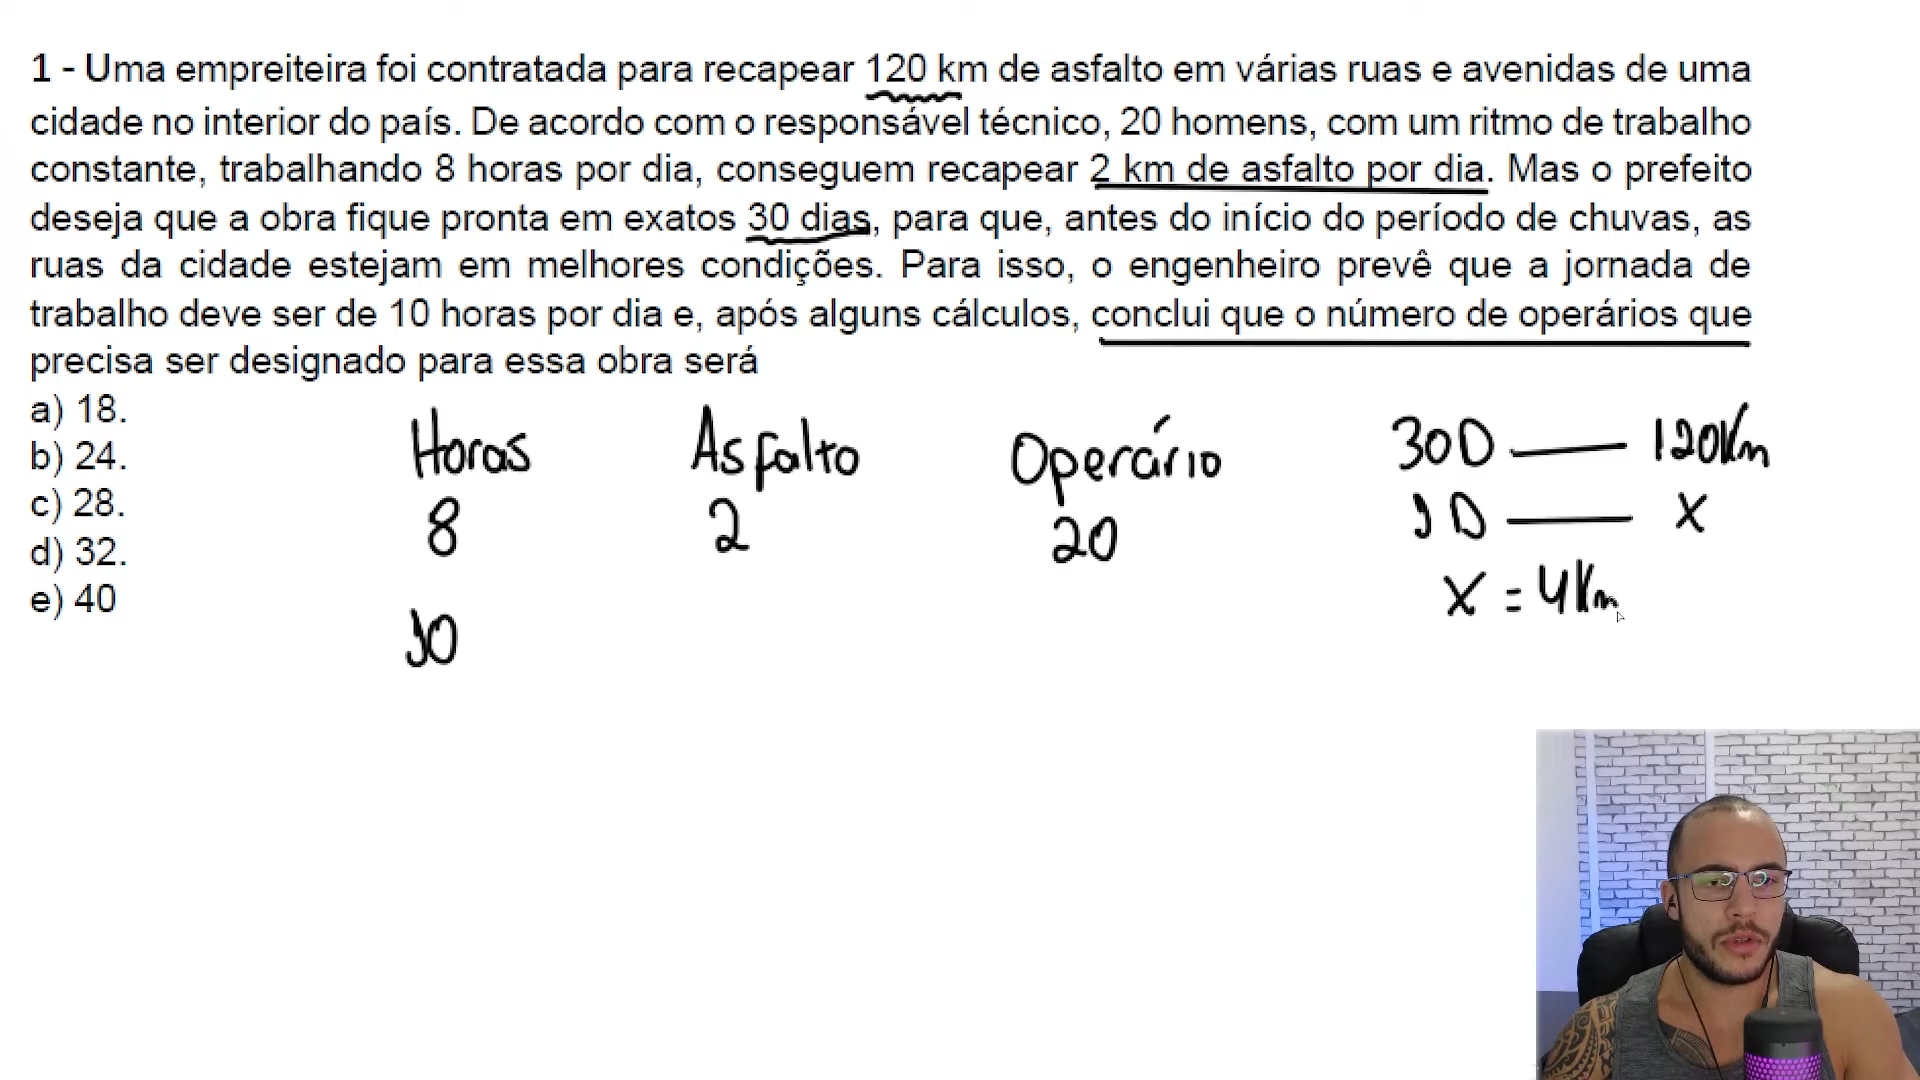 1 - Uma empreiteira foi contratada para recapear 120 km de asfalto em várias ruas e avenidas de uma
cidade no interior do país. De acordo com o responsável técnico, 20 homens, com um ritmo de trabalho
constante, trabalhando 8 horas por dia, conseguem recapear 2 km de asfalto por dia. Mas o prefeito
deseja que a obra fique pronta em exatos 30 dias, para que, antes do início do período de chuvas, as
ruas da cidade estejam em melhores condições. Para isso, o engenheiro prevê que a jornada de
trabalho deve ser de 10 horas por dia e, após alguns cálculos, conclui que o número de operários que
precisa ser designado para essa obra será
a) 18.
b) 24.
c) 28.
d) 32.
e) 40
Horas Asfalto Operário
8 2 20
10
30D — 120Km
1D — X
X = 4Km